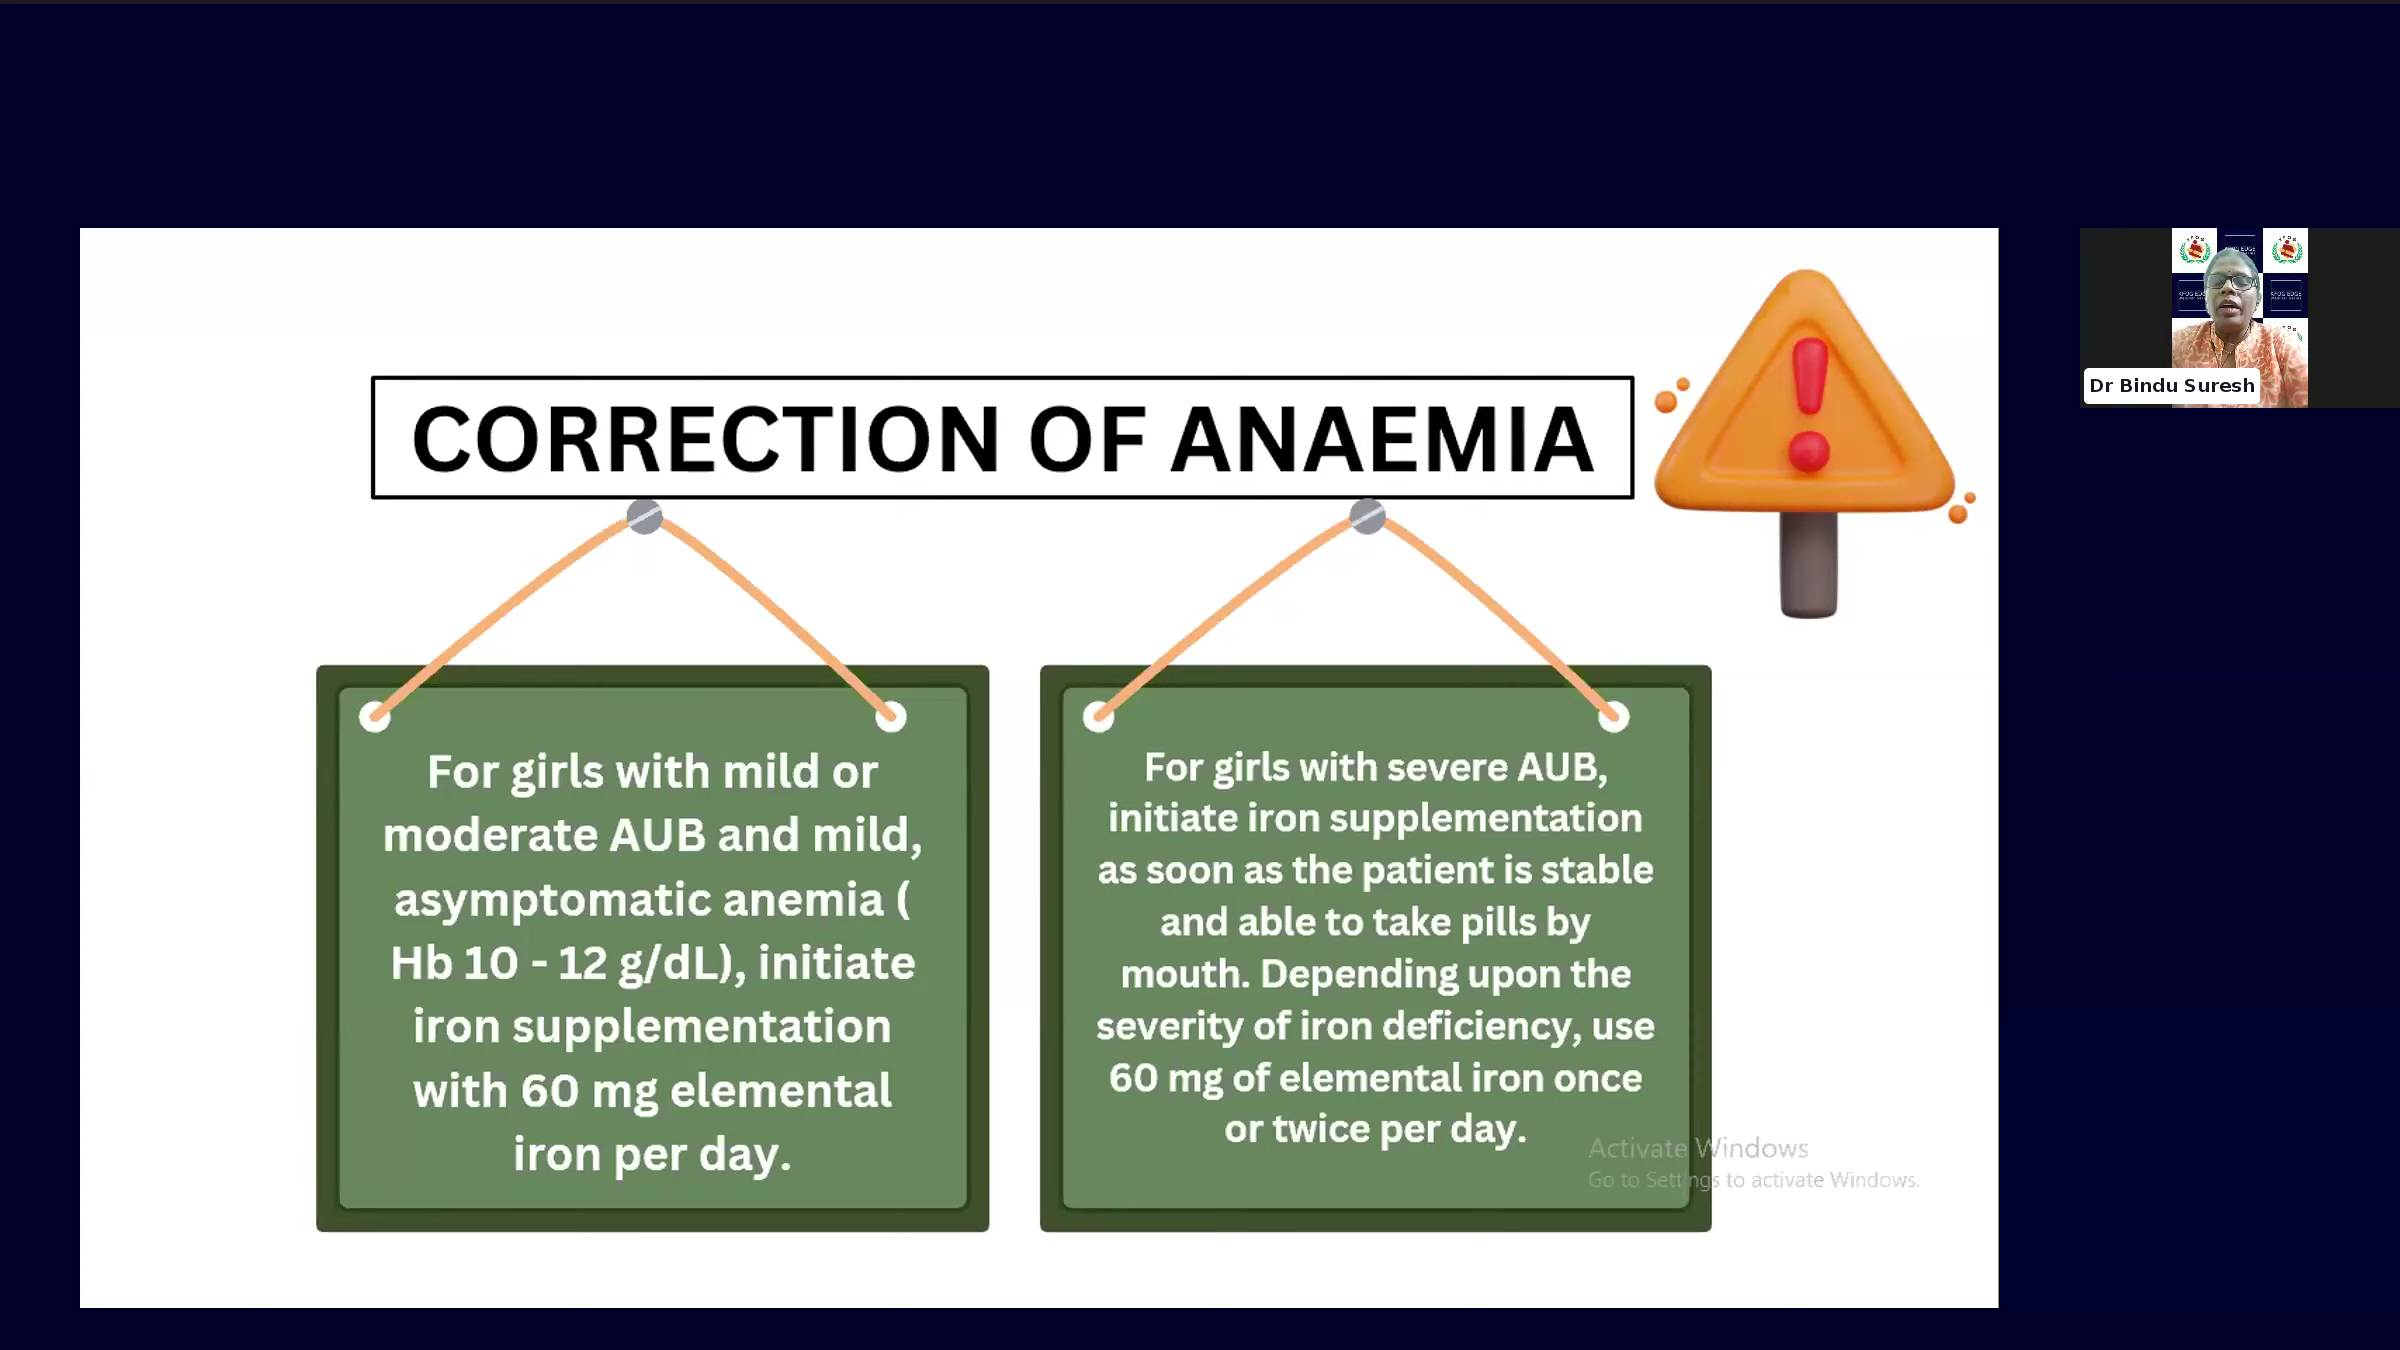 CORRECTION OF ANAEMIA
For girls with mild or
moderate AUB and mild,
asymptomatic anemia (
Hb 10 - 12 g/dL), initiate
iron supplementation
with 60 mg elemental
iron per day.
For girls with severe AUB,
initiate iron supplementation
as soon as the patient is stable
and able to take pills by
mouth. Depending upon the
severity of iron deficiency, use
60 mg of elemental iron once
or twice per day.
Activate Windows
Go to Settings to activate Windows.
Dr Bindu Suresh